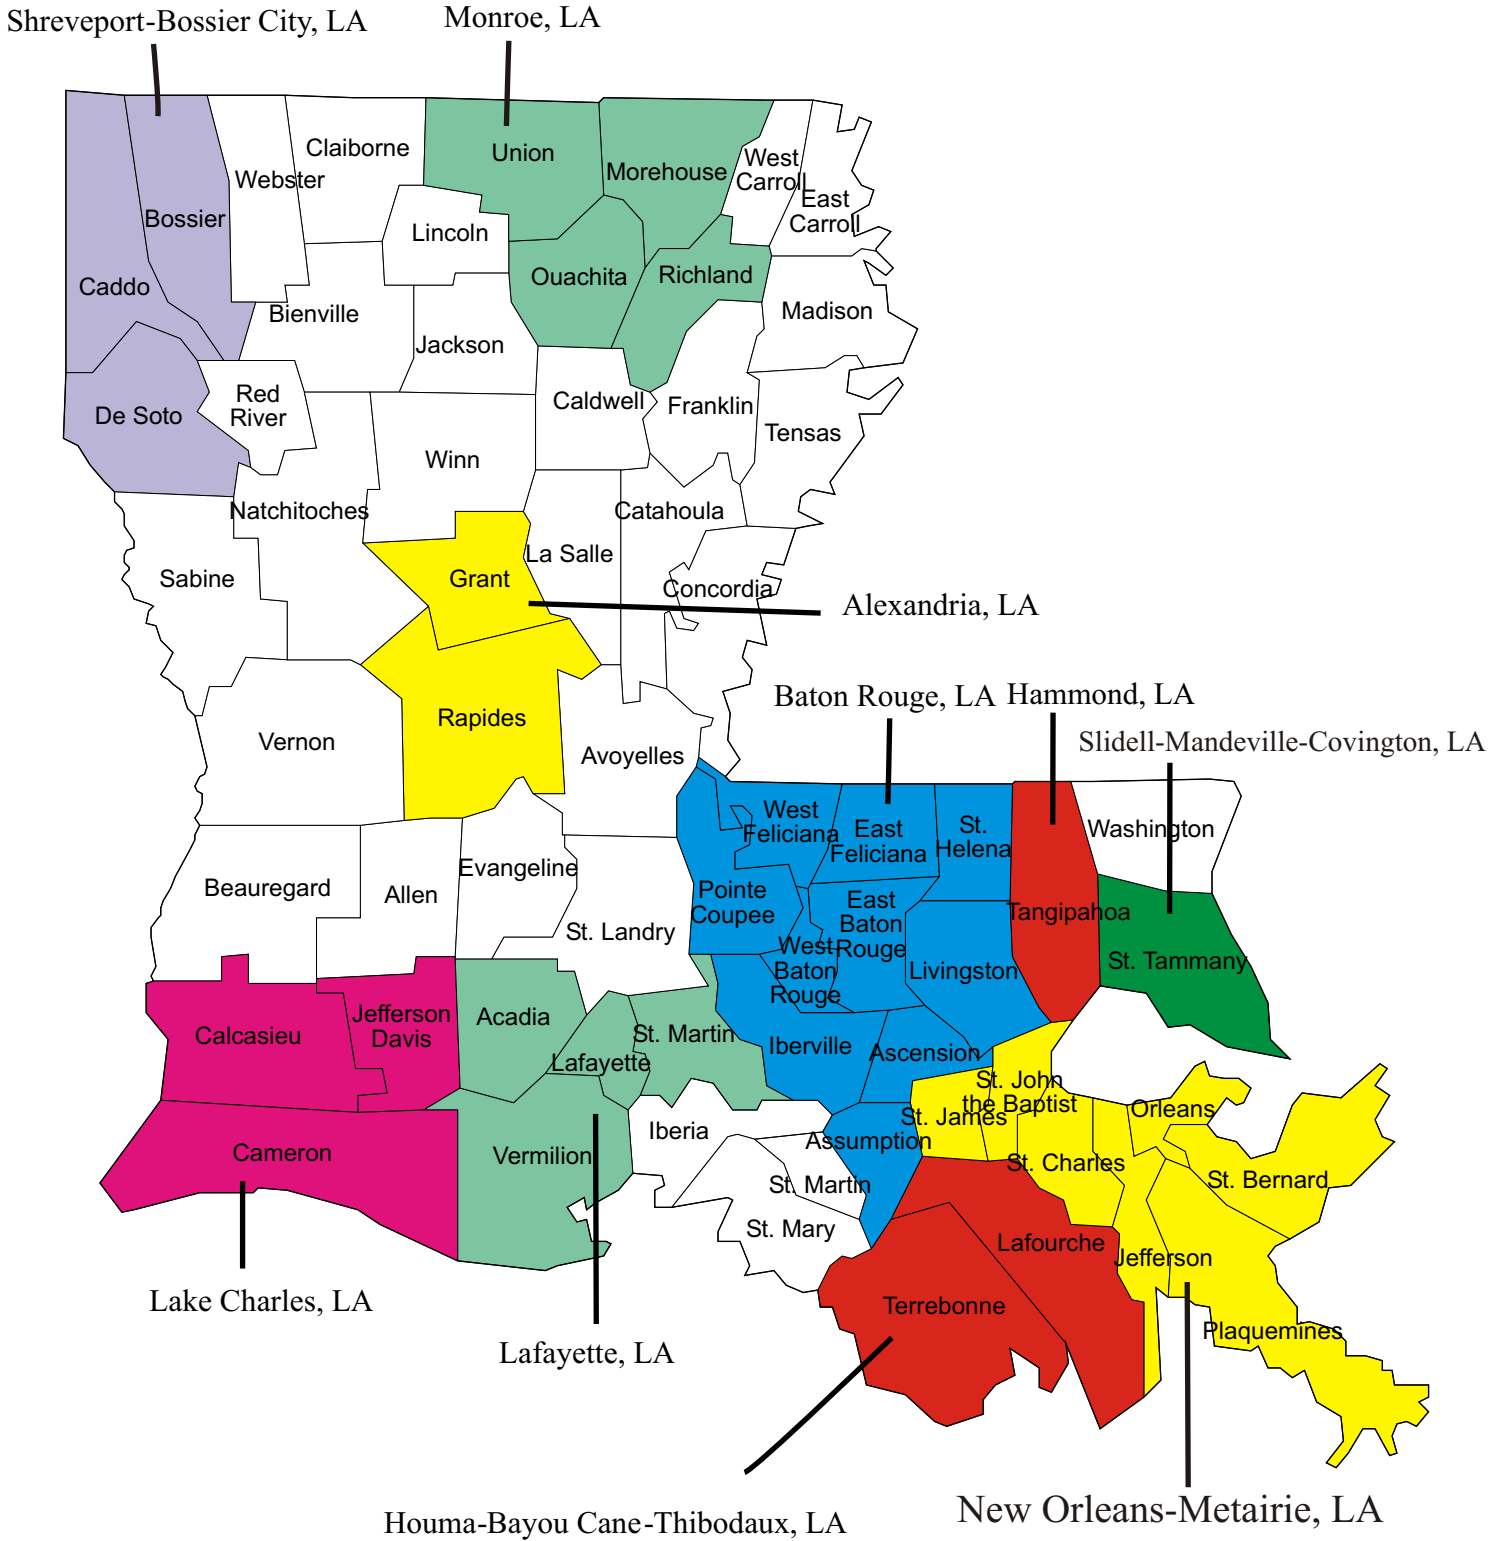 Shreveport-Bossier City, LA
Monroe, LA
Claiborne
Union
West
Carroll
Morehouse
Webster
East
Carroll
Bossier
Lincoln
Ouachita
Richland
Caddo
Bienville
Madison
Jackson
Red
River
Caldwell
Franklin
De Soto
Tensas
Winn
Natchitoches
Catahoula
La Salle
Sabine
Grant
Concordia
Alexandria, LA
Baton Rouge, LA
Hammond, LA
Rapides
Vernon
Slidell-Mandeville-Covington, LA
Avoyelles
West
Feliciana
East
Feliciana
St.
Helena
Washington
Evangeline
Beauregard
Allen
Pointe
Coupee
East
Baton
Rouge
Tangipahoa
St. Landry
West
Baton
Rouge
Livingston
St. Tammany
Jefferson
Davis
Acadia
Calcasieu
St. Martin
Iberville
Ascension
Lafayette
St. John
the Baptist
St. James
Orleans
Iberia
Assumption
Cameron
Vermilion
St. Charles
St. Bernard
St. Martin
St. Mary
Lafourche
Jefferson
Lake Charles, LA
Terrebonne
Plaquemines
Lafayette, LA
New Orleans-Metairie, LA
Houma-Bayou Cane-Thibodaux, LA